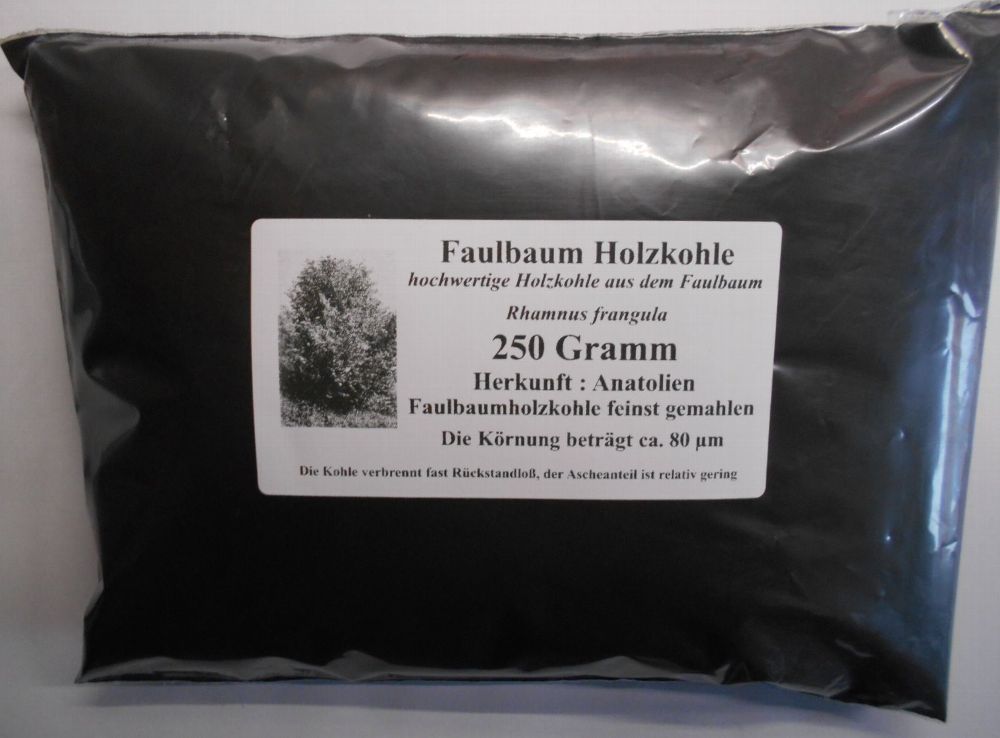 Faulbaum Holzkohle
hochwertige Holzkohle aus dem Faulbaum
Rhamnus frangula
250 Gramm
Herkunft : Anatolien
Faulbaumholzkohle feinst gemahlen
Die Körnung beträgt ca. 80 µm
Die Kohle verbrennt fast Rückstandloß, der Ascheanteil ist relativ gering